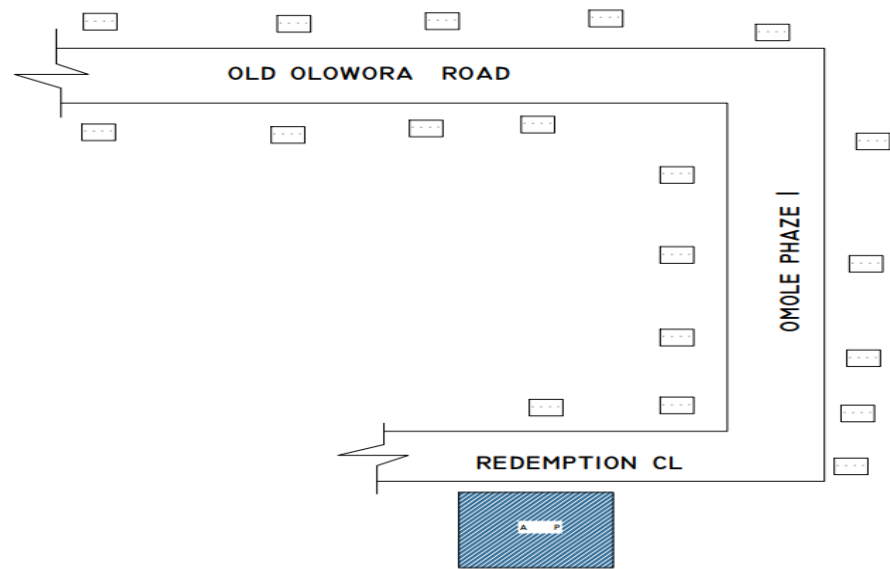 OLD OLOWORA ROAD
OMOLE PHAZE I
REDEMPTION CL
A P